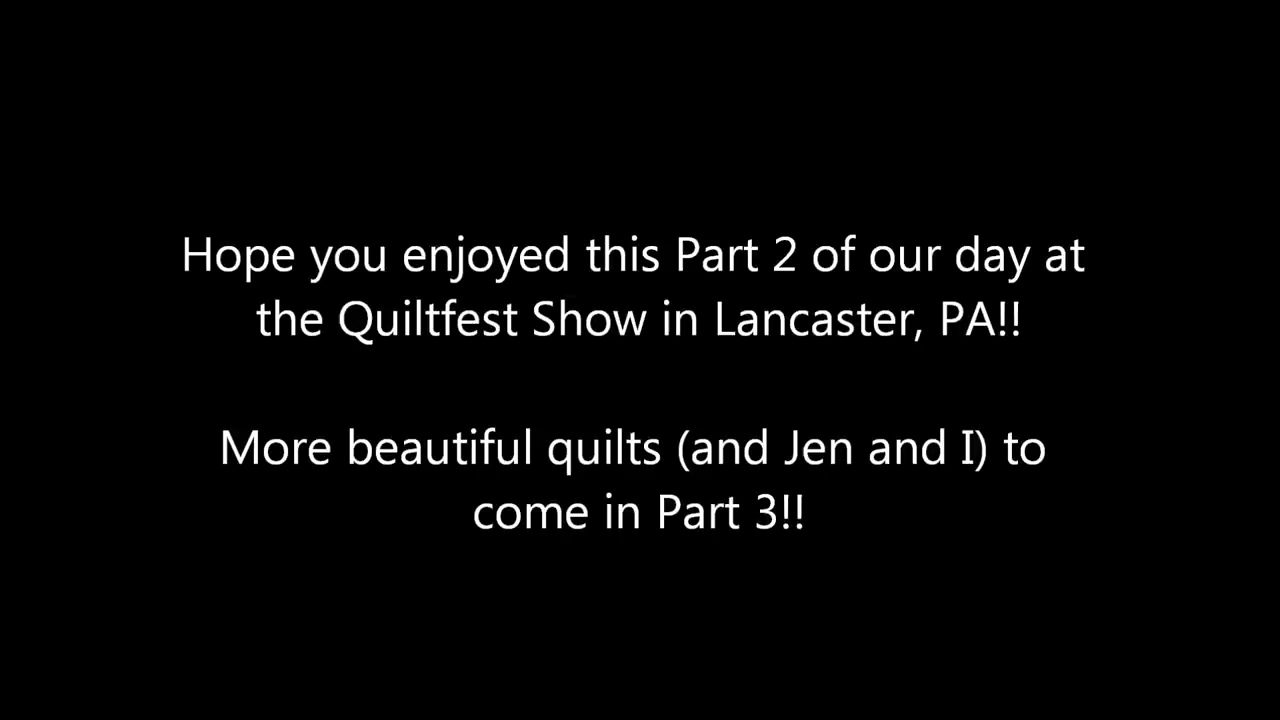 Hope you enjoyed this Part 2 of our day at
the Quiltfest Show in Lancaster, PA!!
More beautiful quilts (and Jen and I) to
come in Part 3!!